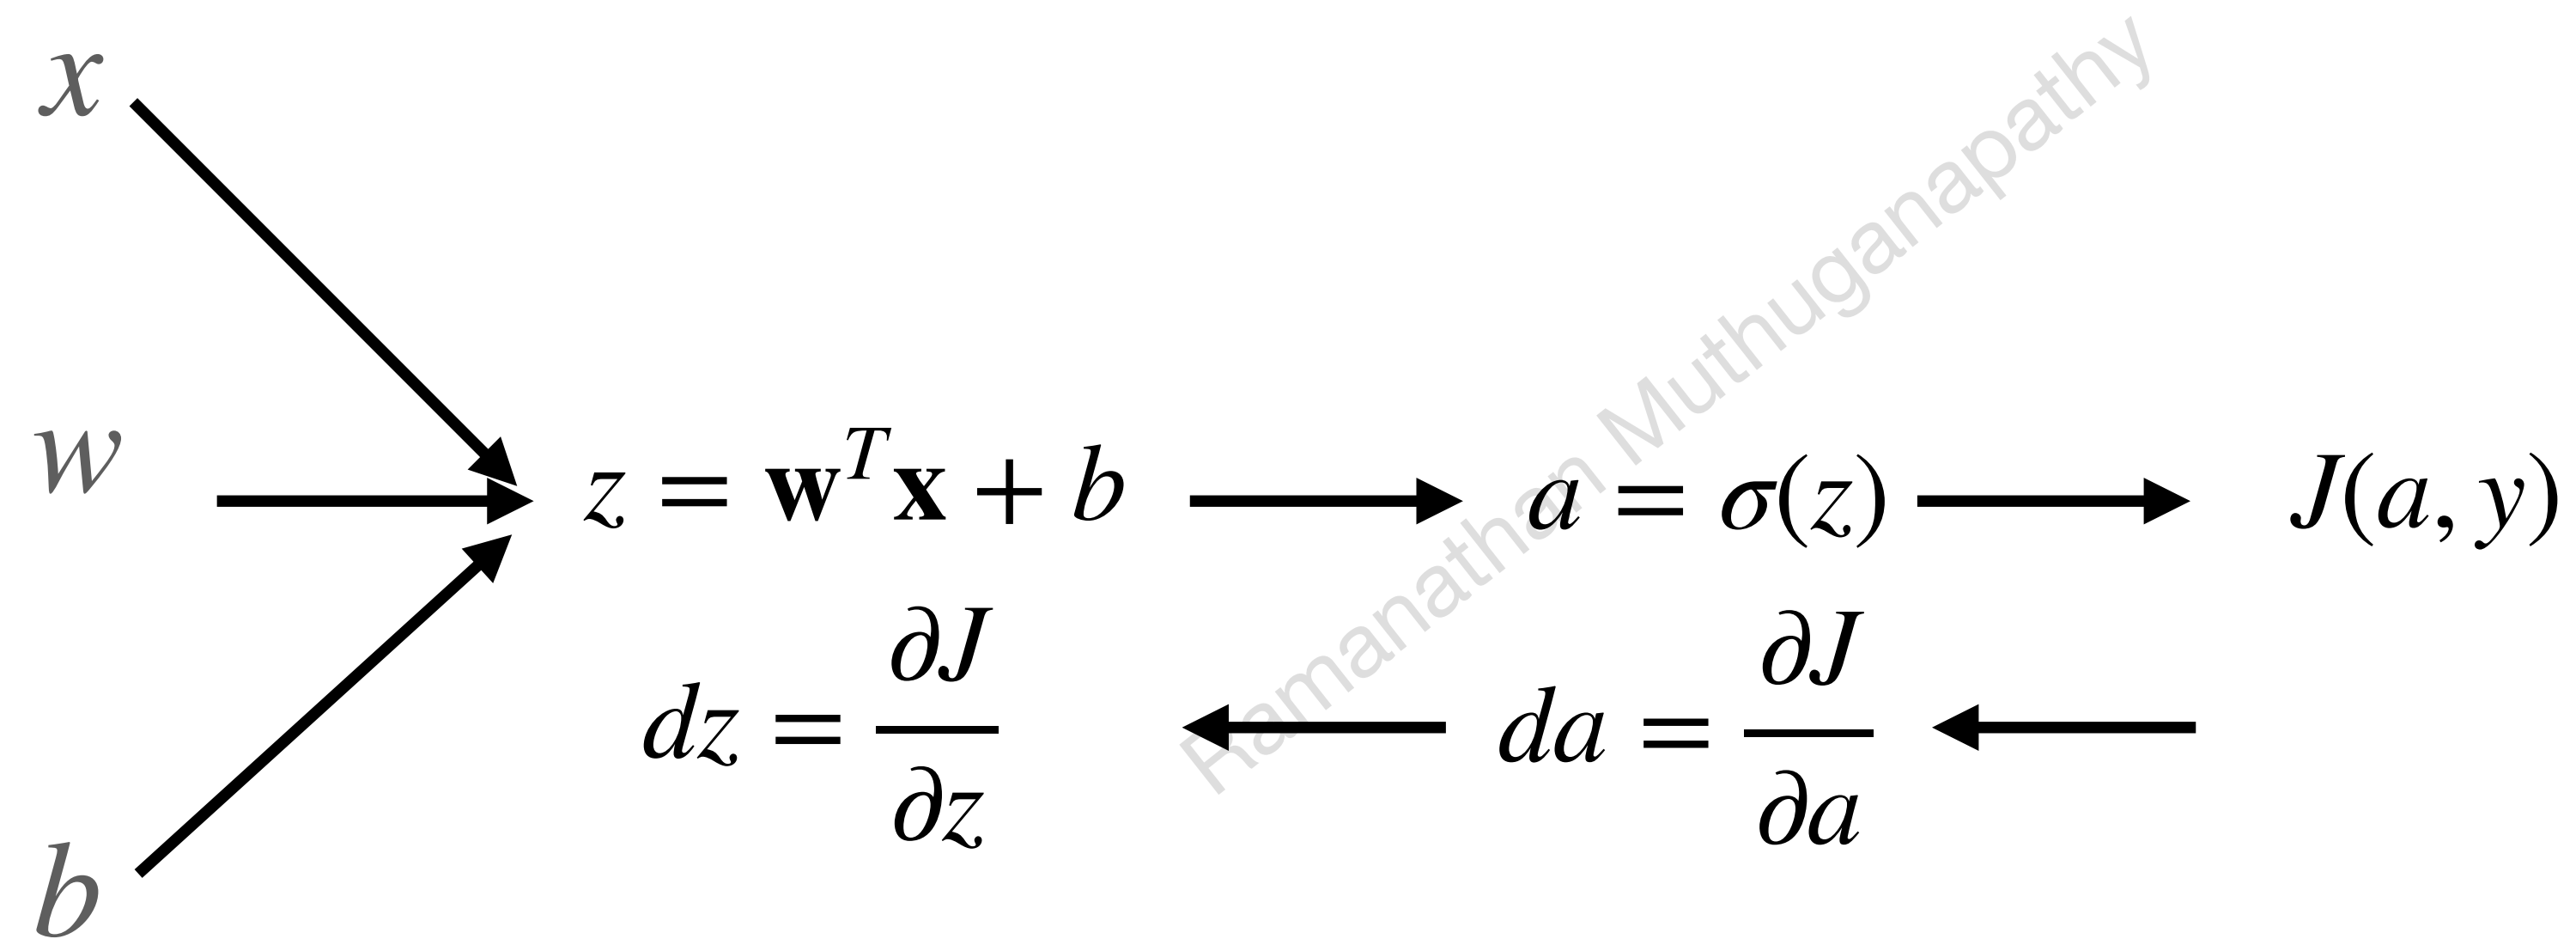 x
w
z = w^T x + b
a = σ(z)
J(a, y)
dz = ∂J/∂z
da = ∂J/∂a
b
Ramanathan Muthuganapathy